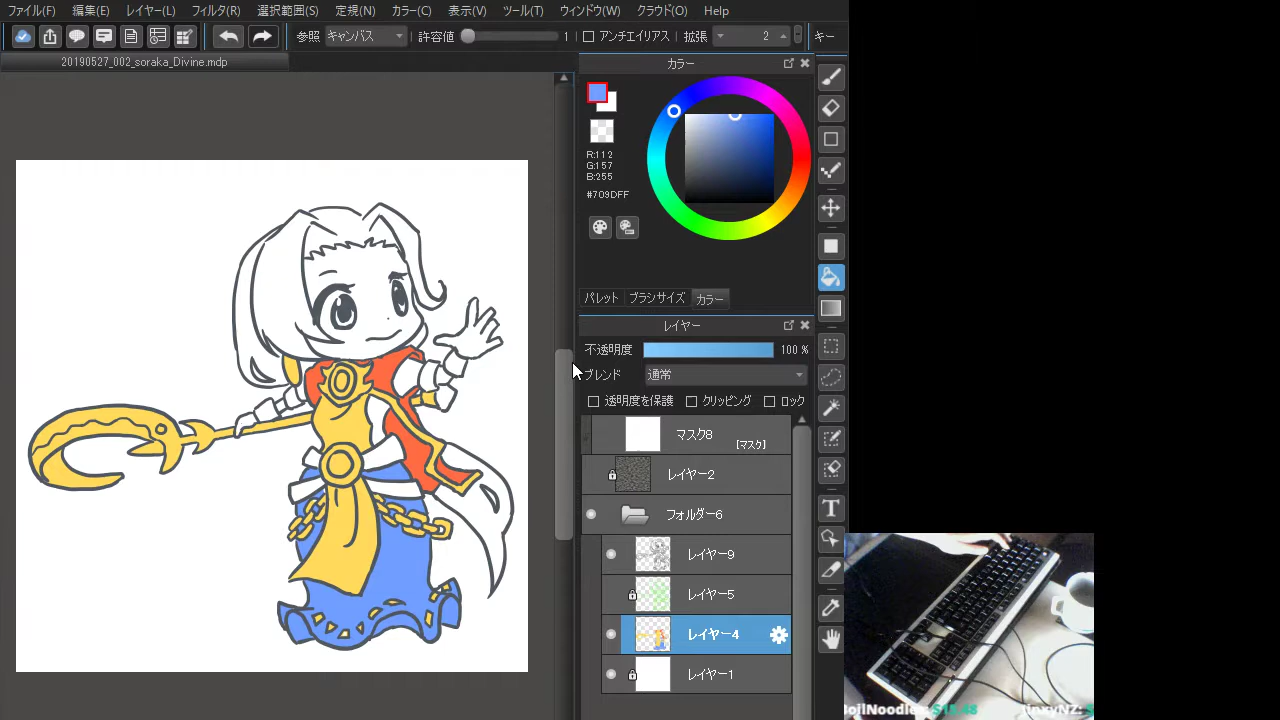 ファイル(F) 編集(E) レイヤー(L) フィルタ(R) 選択範囲(S) 定規(N) カラー(C) 表示(V) ツール(T) ウィンドウ(W) クラウド(O) Help
参照 キャンバス 許容値 1 アンチエイリアス 拡張 2 キー
20190527_002_soraka_Divine.mdp
カラー
R:112
G:157
B:255
#709DFF
パレット ブラシサイズ カラー
レイヤー
不透明度 100 %
ブレンド 通常
透明度を保護 クリッピング ロック
マスク8
[マスク]
レイヤー2
フォルダー6
レイヤー9
レイヤー5
レイヤー4
レイヤー1
T